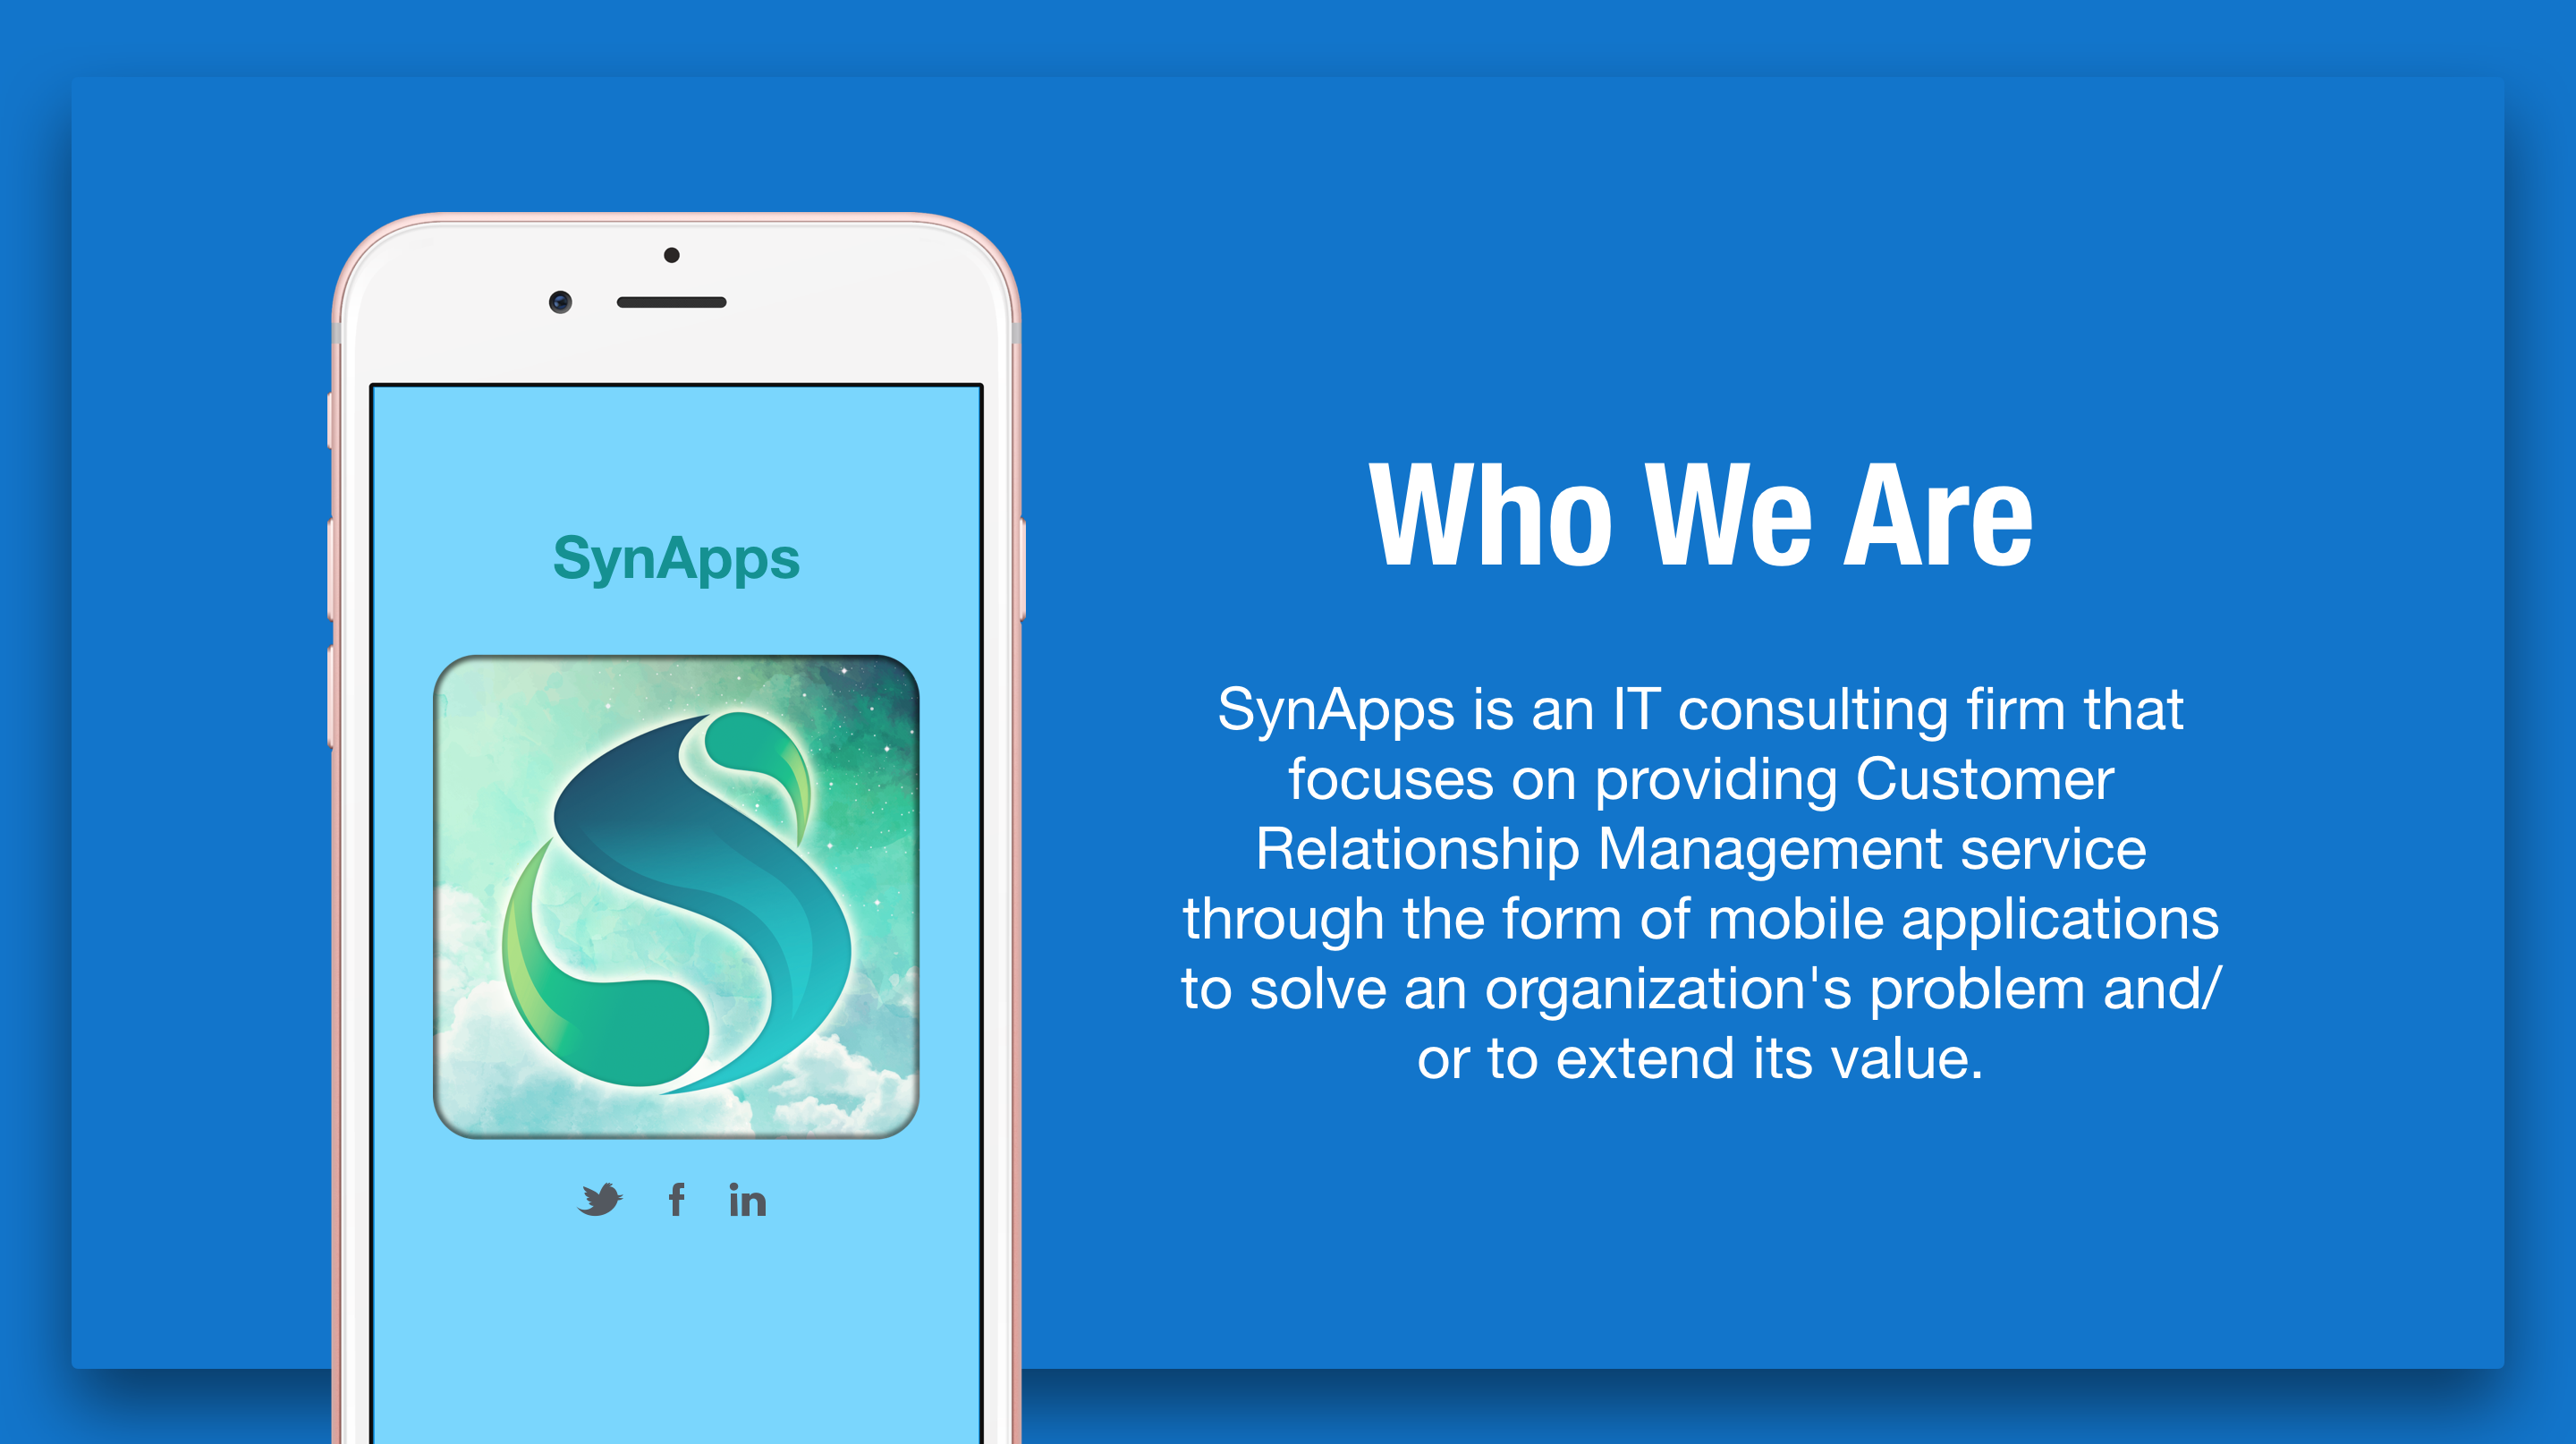 SynApps
Who We Are
SynApps is an IT consulting firm that
focuses on providing Customer
Relationship Management service
through the form of mobile applications
to solve an organization's problem and/
or to extend its value.